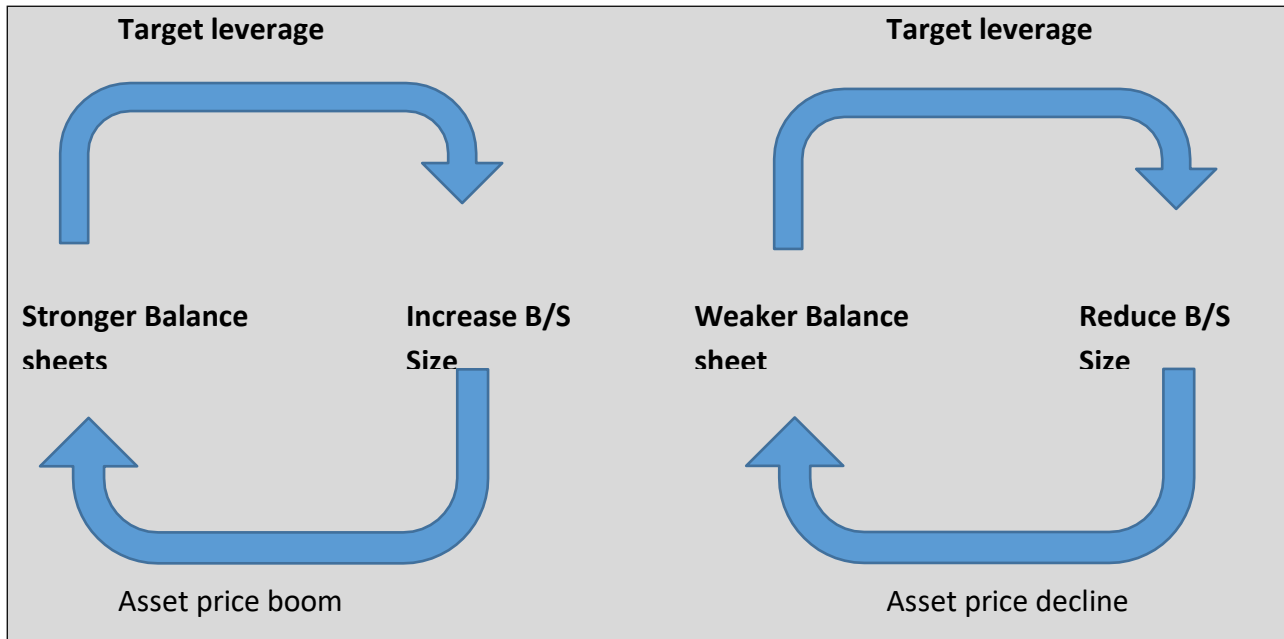 Target leverage
Stronger Balance
sheets
Increase B/S
Size
Asset price boom
Target leverage
Weaker Balance
sheet
Reduce B/S
Size
Asset price decline